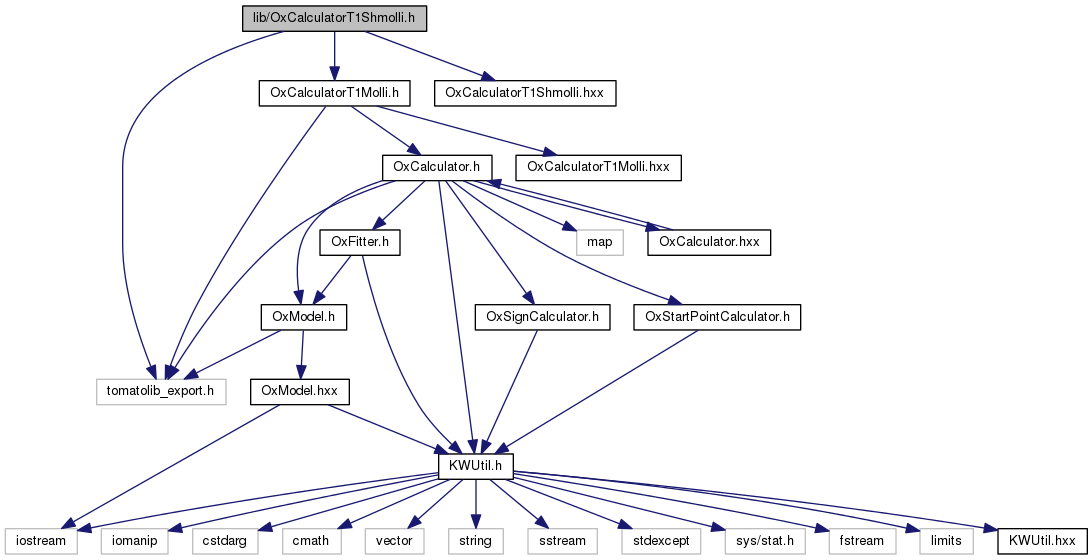 lib/OxCalculatorT1Shmolli.h
OxCalculatorT1Molli.h
OxCalculatorT1Shmolli.hxx
OxCalculator.h
OxCalculatorT1Molli.hxx
OxFitter.h
map
OxCalculator.hxx
OxModel.h
OxSignCalculator.h
OxStartPointCalculator.h
tomatolib_export.h
OxModel.hxx
KWUtil.h
iostream
iomanip
cstdarg
cmath
vector
string
sstream
stdexcept
sys/stat.h
fstream
limits
KWUtil.hxx